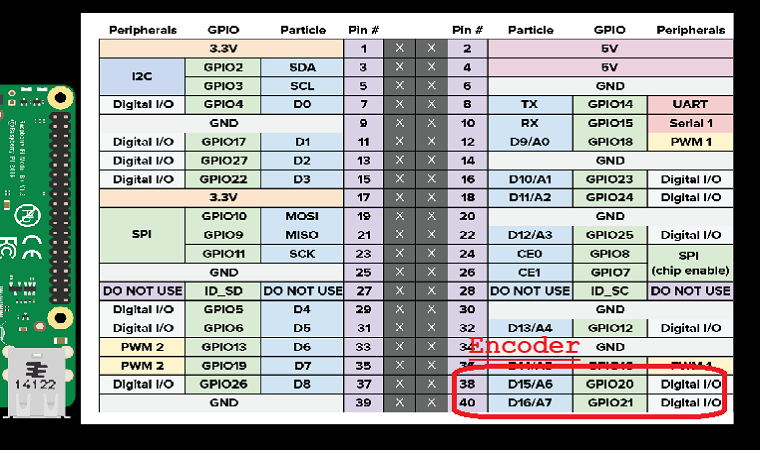 Peripherals GPIO Particle Pin # Pin # Particle GPIO Peripherals
3.3V 1 X X 2 5V
I2C GPIO2 SDA 3 X X 4 5V
GPIO3 SCL 5 X X 6 GND
Digital I/O GPIO4 D0 7 X X 8 TX GPIO14 UART
GND 9 X X 10 RX GPIO15 Serial 1
Digital I/O GPIO17 D1 11 X X 12 D9/A0 GPIO18 PWM 1
Digital I/O GPIO27 D2 13 X X 14 GND
Digital I/O GPIO22 D3 15 X X 16 D10/A1 GPIO23 Digital I/O
3.3V 17 X X 18 D11/A2 GPIO24 Digital I/O
SPI GPIO10 MOSI 19 X X 20 GND
GPIO9 MISO 21 X X 22 D12/A3 GPIO25 Digital I/O
GPIO11 SCK 23 X X 24 CE0 GPIO8 SPI
GND 25 X X 26 CE1 GPIO7 (chip enable)
DO NOT USE ID_SD DO NOT USE 27 X X 28 DO NOT USE ID_SC DO NOT USE
Digital I/O GPIO5 D4 29 X X 30 GND
Digital I/O GPIO6 D5 31 X X 32 D13/A4 GPIO12 Digital I/O
PWM 2 GPIO13 D6 33 X X 34 GND
Encoder
PWM 2 GPIO19 D7 35 X X PWM 1
Digital I/O GPIO26 D8 37 X X 38 D15/A6 GPIO20 Digital I/O
GND 39 X X 40 D16/A7 GPIO21 Digital I/O
FC CE
14122